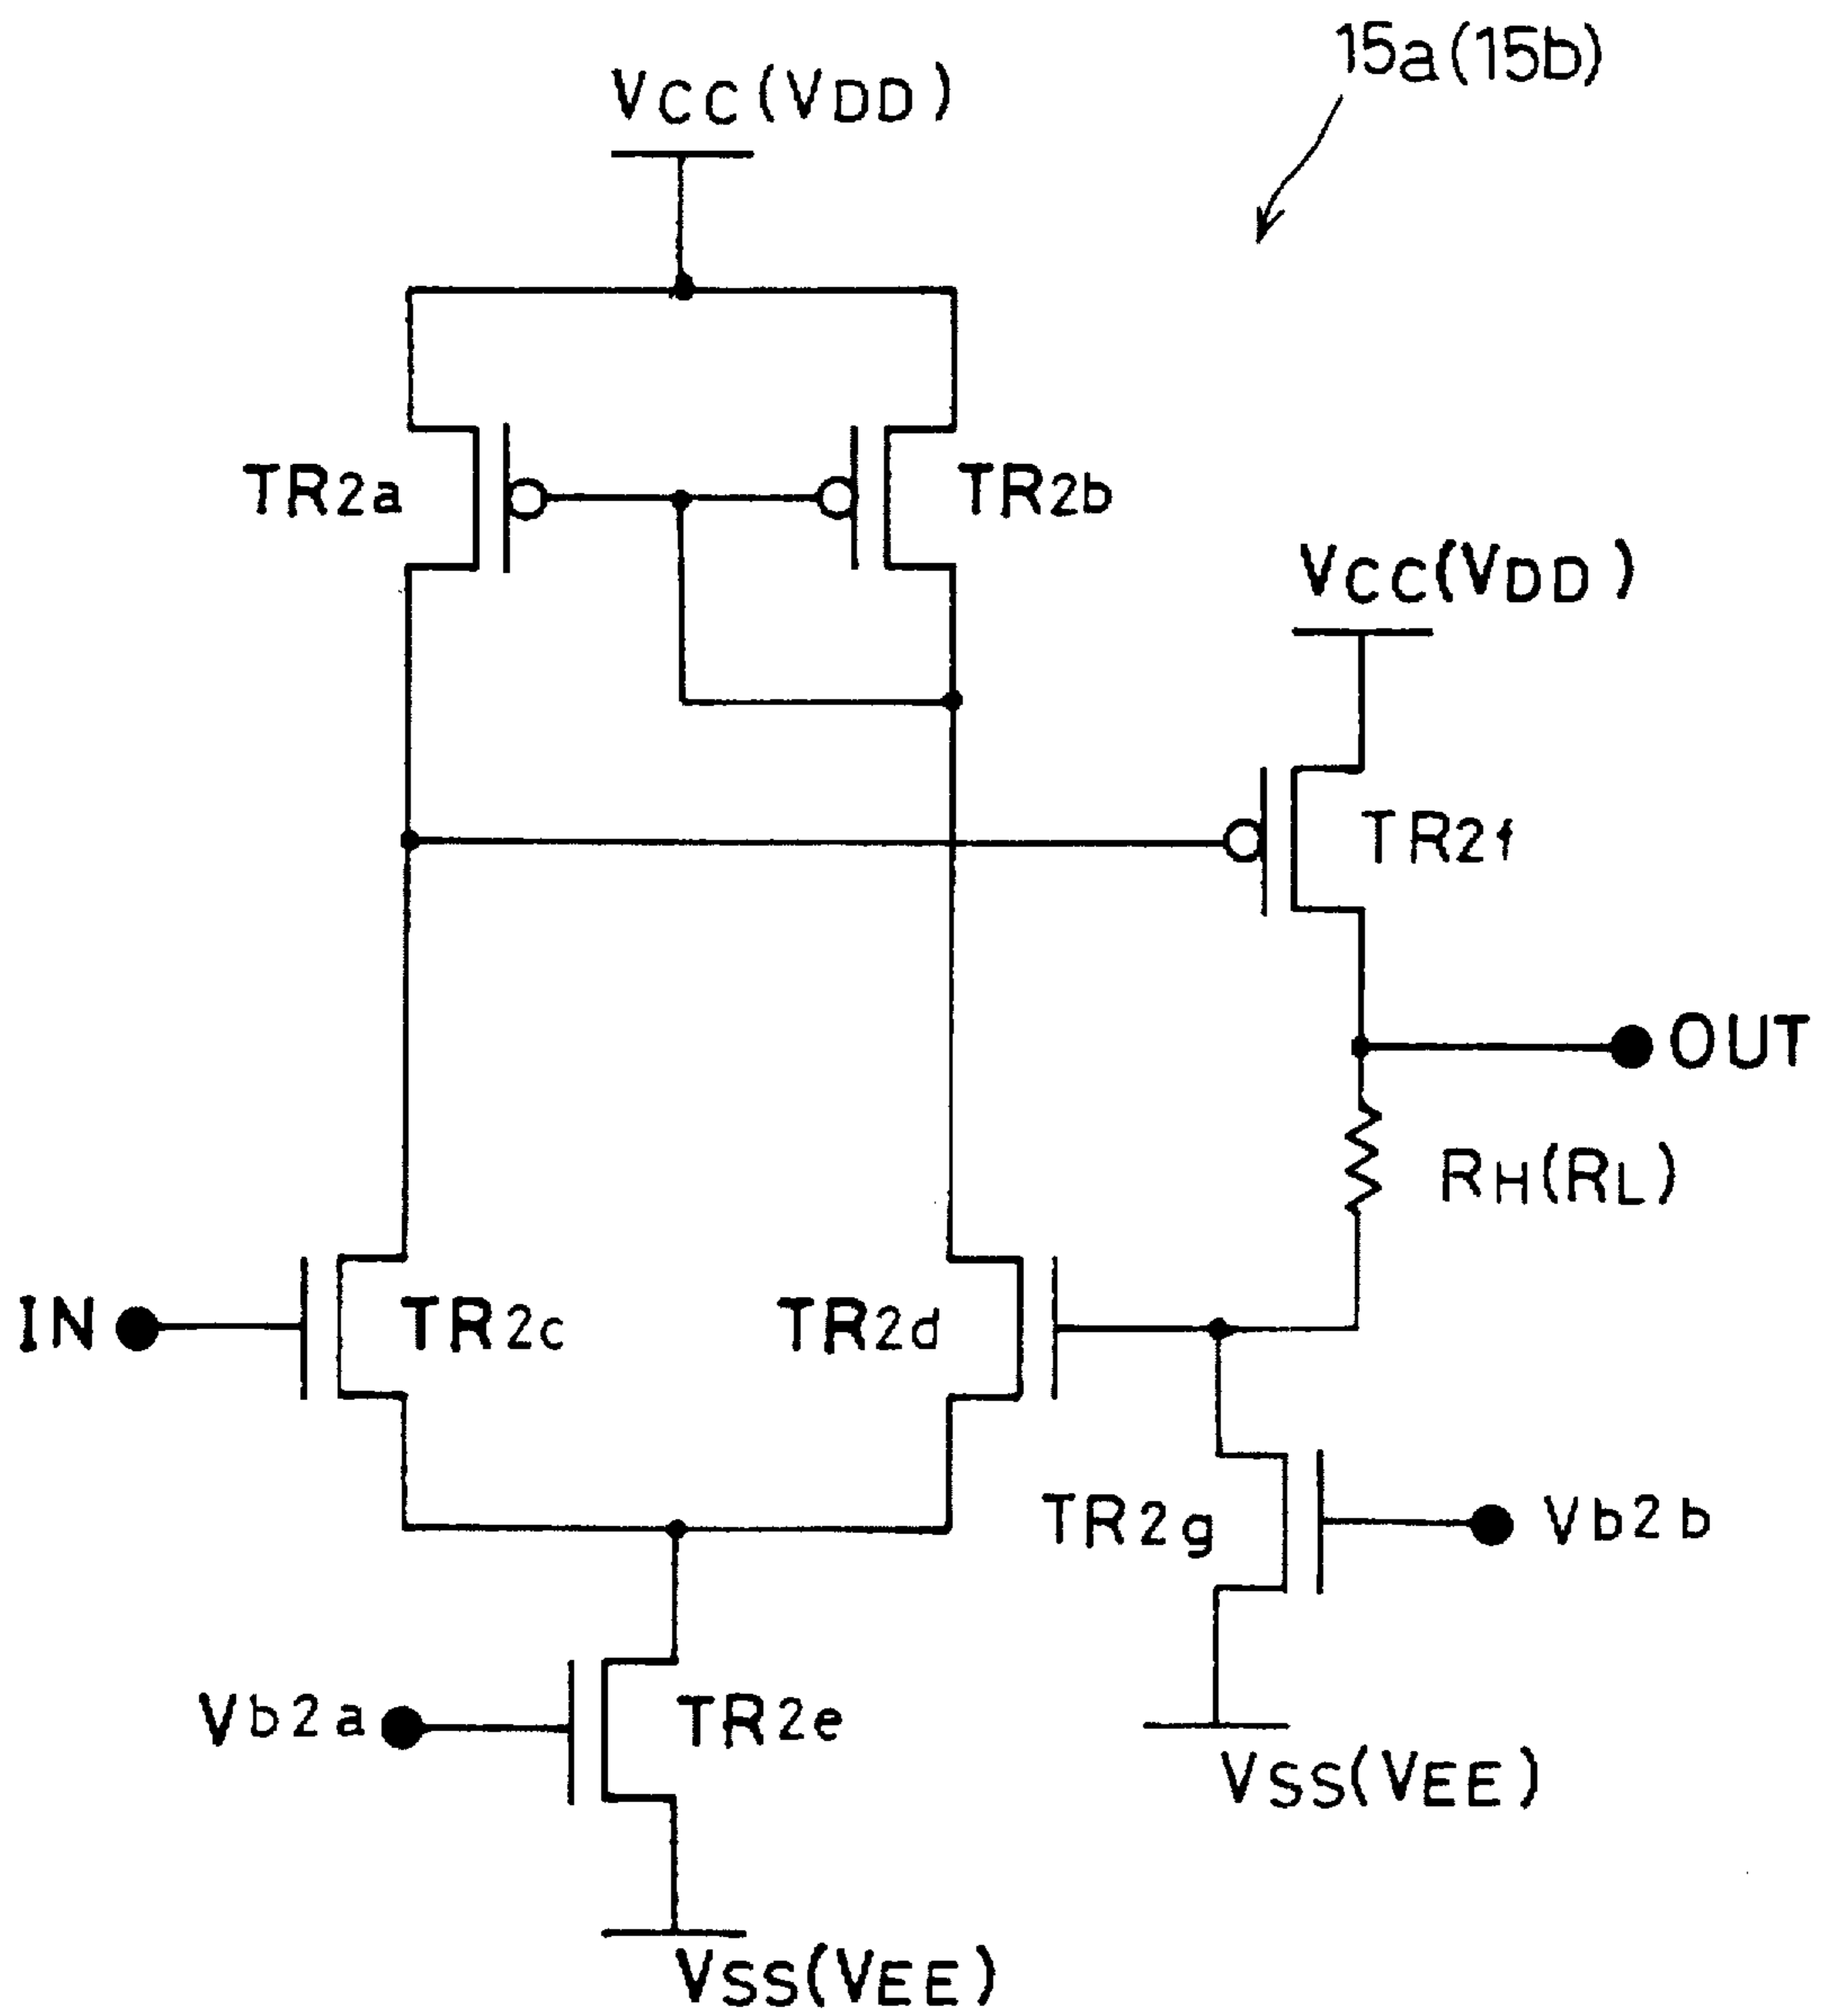 15a(15b)
VCC(VDD)
TR2a
TR2b
VCC(VDD)
TR2f
OUT
RH(RL)
IN
TR2c
TR2d
TR2g
Vb2b
Vb2a
TR2e
VSS(VEE)
VSS(VEE)